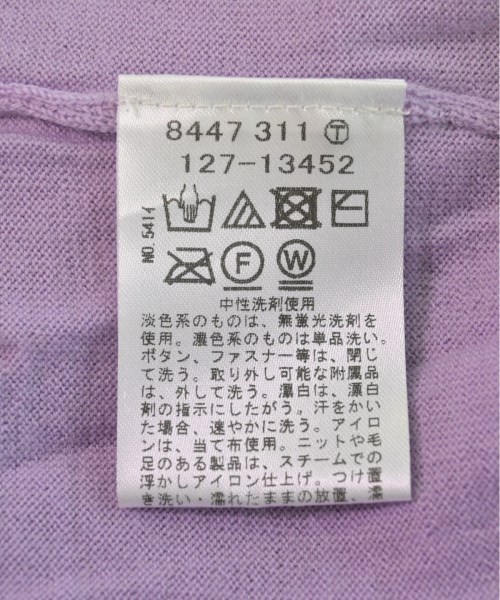 8447 311 Ⓣ
127-13452
NO.5414
F
W
中性洗剤使用
淡色系のものは、無蛍光洗剤を
使用。濃色系のものは単品洗い。
ボタン、ファスナー等は、閉じ
て洗う。取り外し可能な附属品
は、外して洗う。漂白は、漂白
剤の指示にしたがう。汗をかい
た場合、速やかに洗う。アイロ
ンは、当て布使用。ニットや毛
足のある製品は、スチームでの
浮かしアイロン仕上げ。つけ置
き洗い・濡れたままの放置、濡